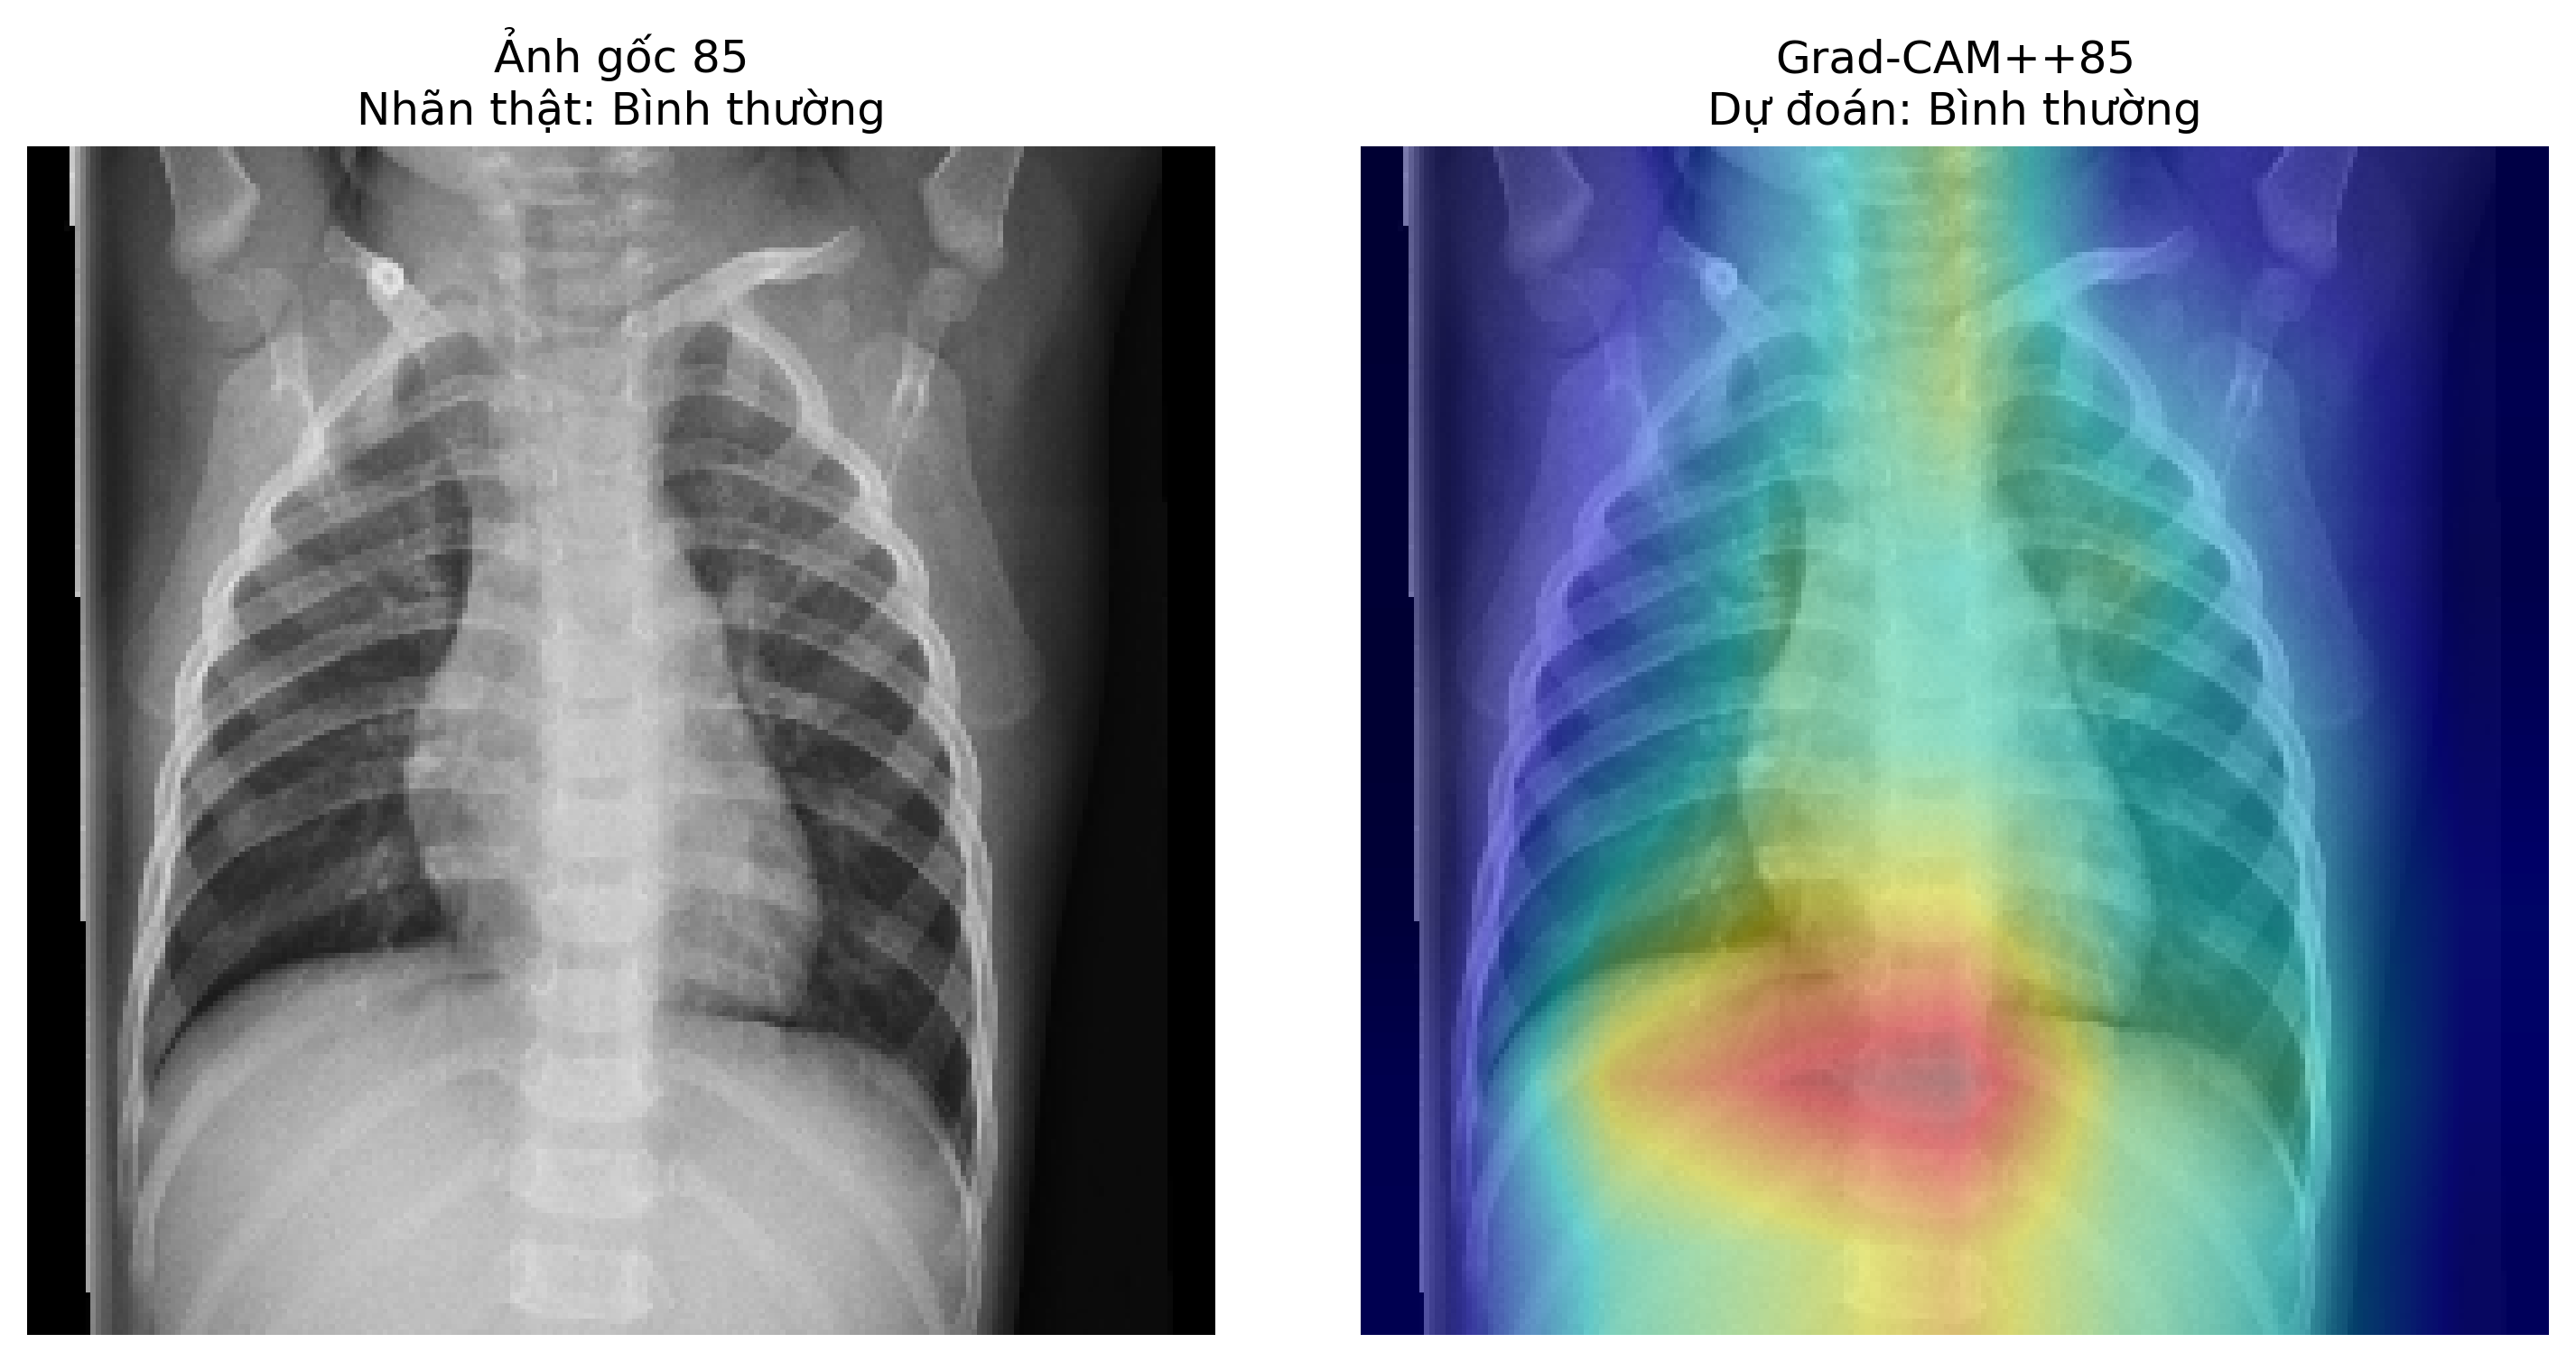 Ảnh gốc 85
Nhãn thật: Bình thường
Grad-CAM++85
Dự đoán: Bình thường